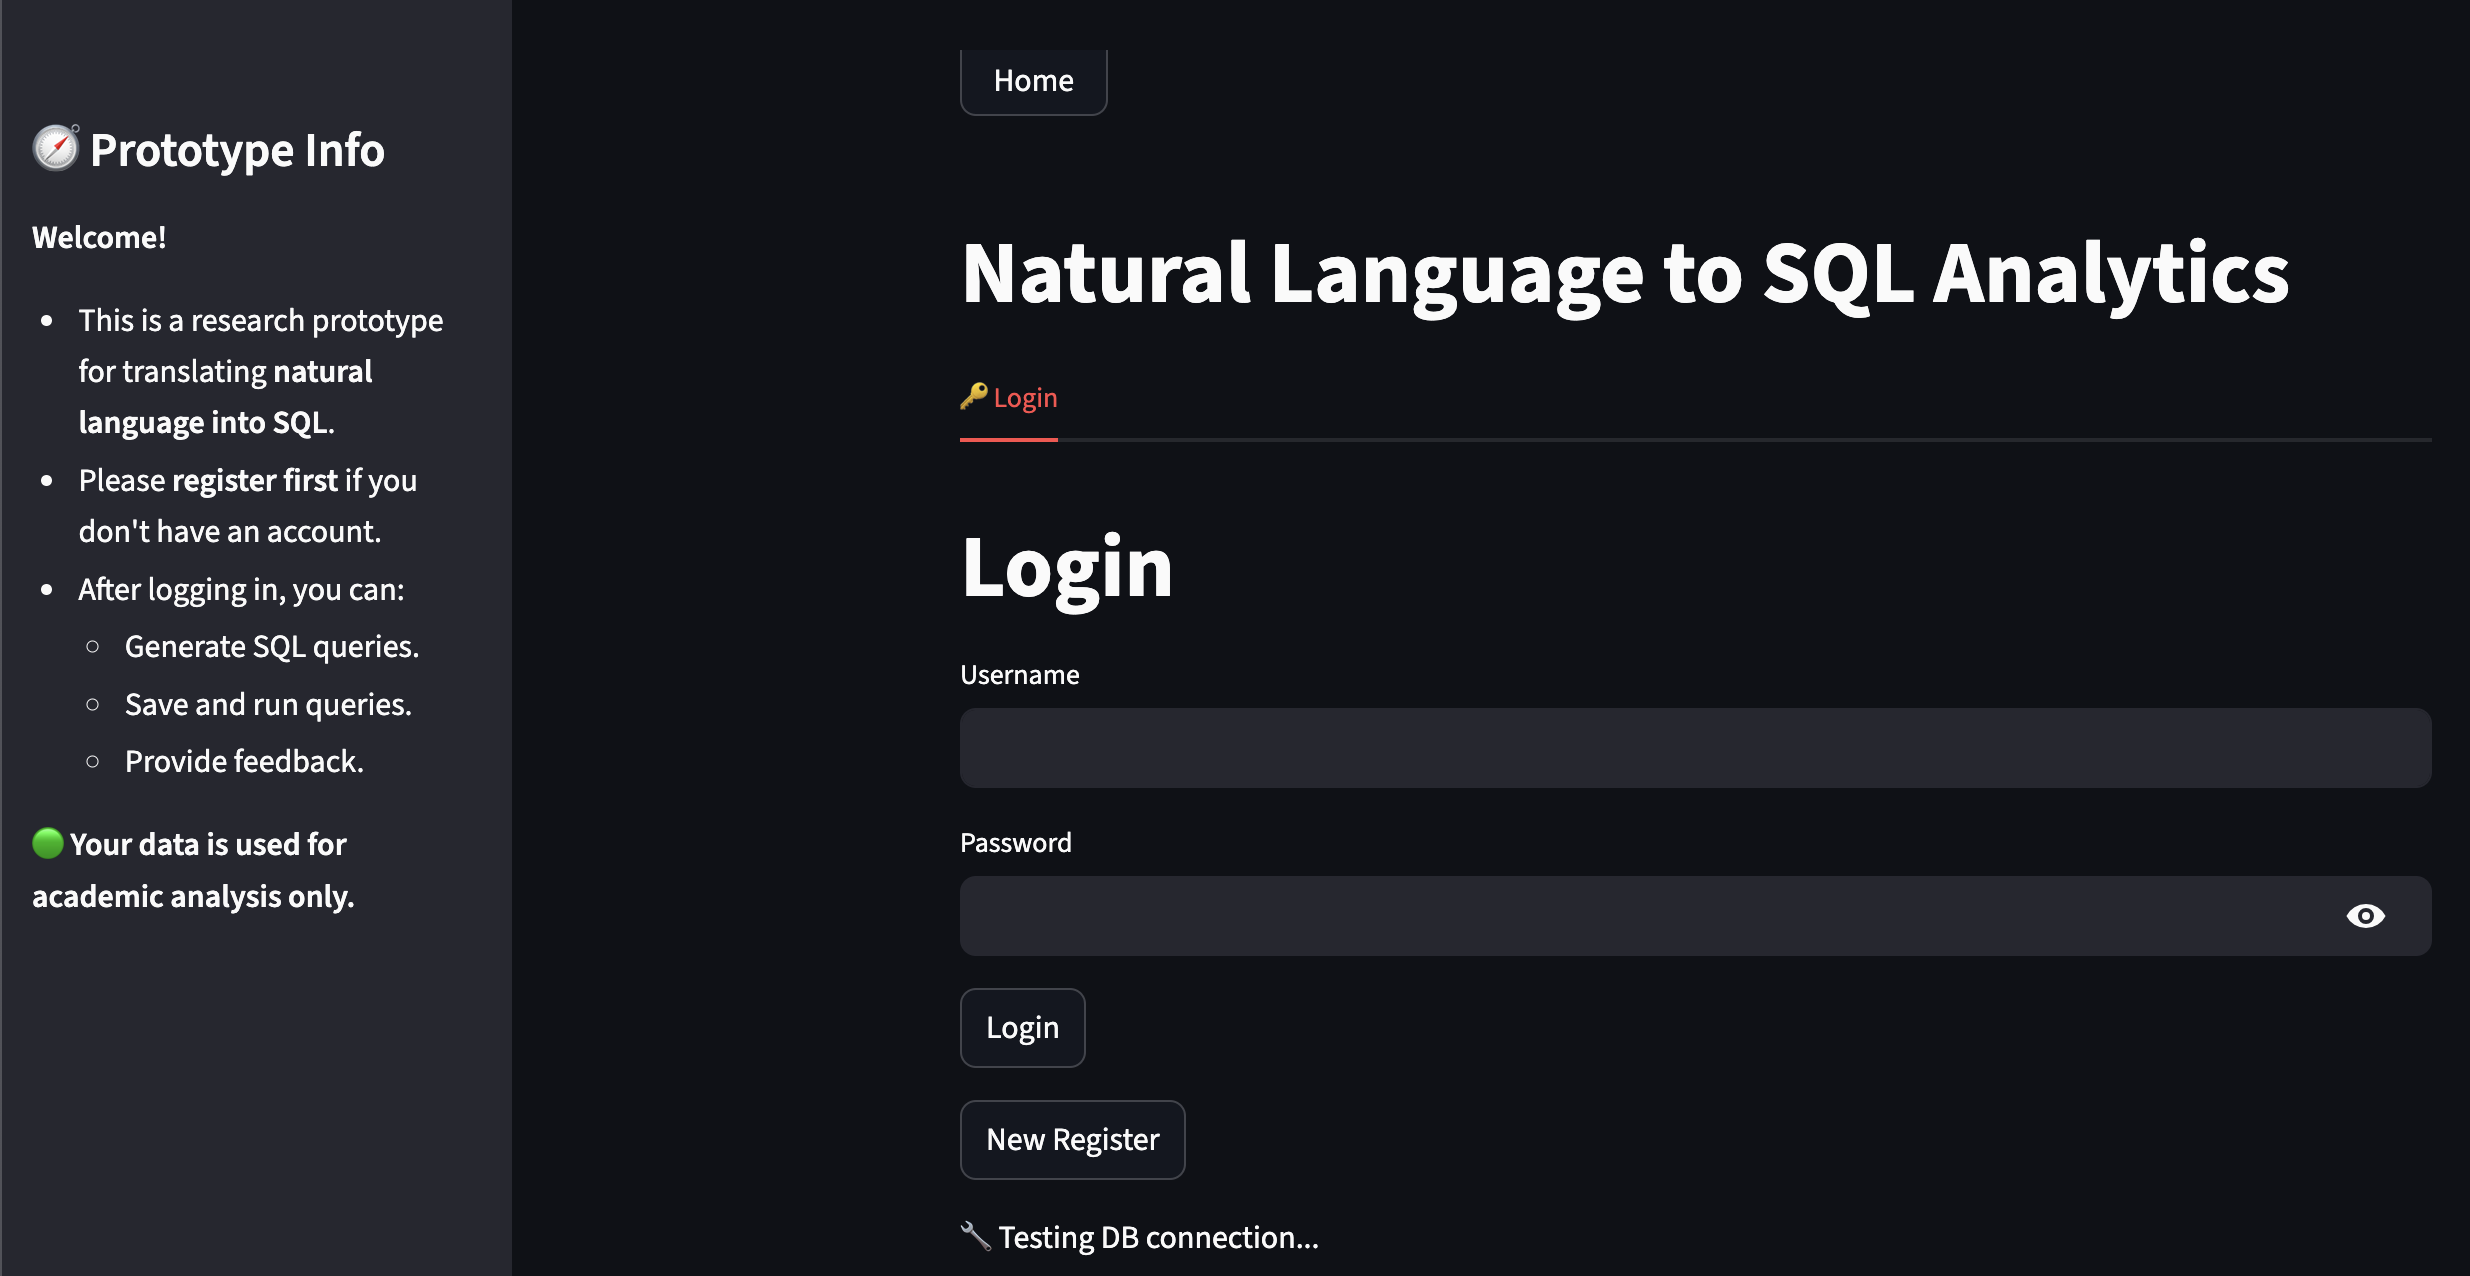 🧭 Prototype Info
Welcome!
This is a research prototype
for translating natural
language into SQL.
Please register first if you
don't have an account.
After logging in, you can:
Generate SQL queries.
Save and run queries.
Provide feedback.
🟢 Your data is used for
academic analysis only.
Home
Natural Language to SQL Analytics
🔑 Login
Login
Username
Password
Login
New Register
🔧 Testing DB connection...